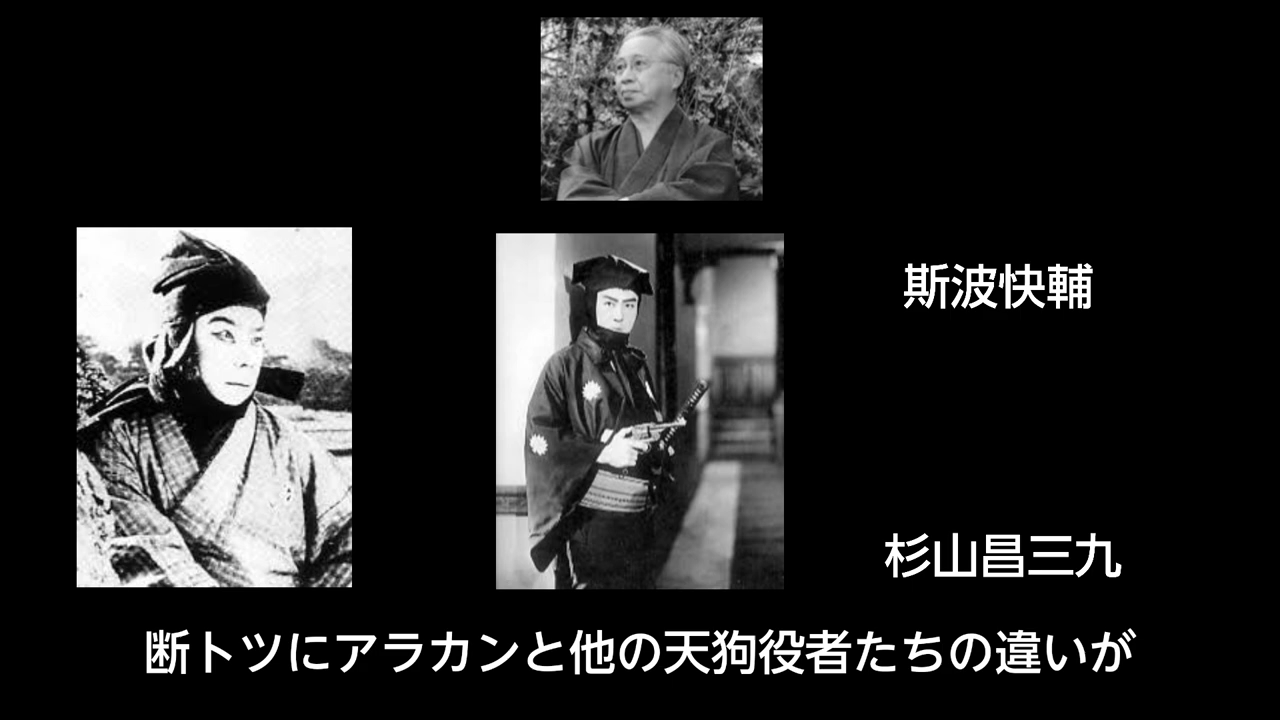 斯波快輔
杉山昌三九
断トツにアラカンと他の天狗役者たちの違いが